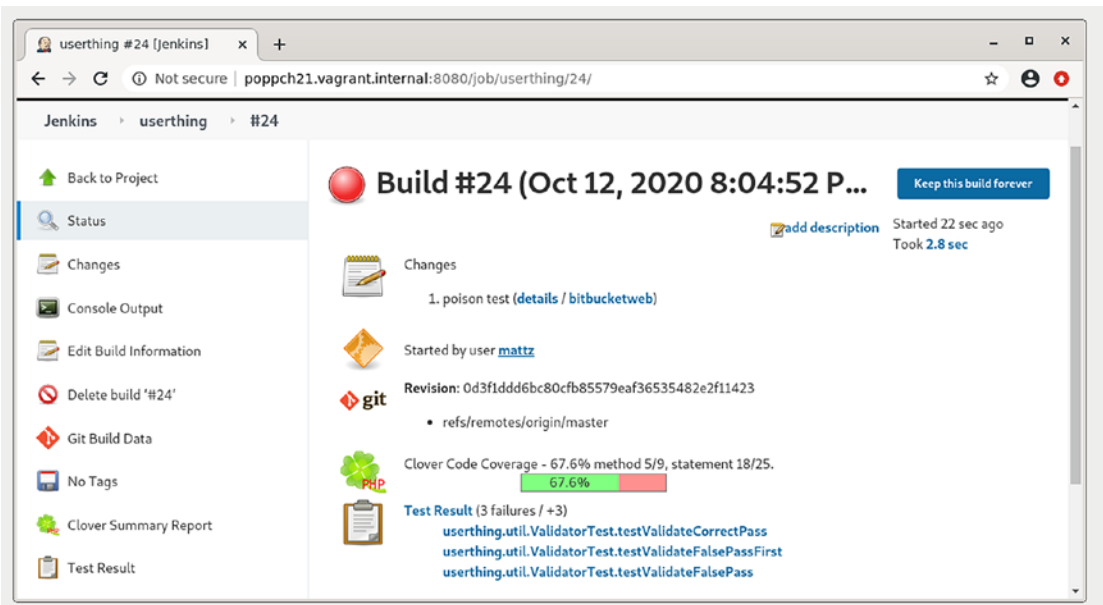 userthing #24 [Jenkins]
Not secure | poppch21.vagrant.internal:8080/job/userthing/24/
Jenkins userthing #24
Back to Project
Status
Changes
Console Output
Edit Build Information
Delete build '#24'
Git Build Data
No Tags
Clover Summary Report
Test Result
Build #24 (Oct 12, 2020 8:04:52 P...
Keep this build forever
add description
Started 22 sec ago
Took 2.8 sec
Changes
1. poison test (details / bitbucketweb)
Started by user mattz
git
Revision: 0d3f1ddd6bc80cfb85579eaf36535482e2f11423
• refs/remotes/origin/master
PHP
Clover Code Coverage - 67.6% method 5/9, statement 18/25.
67.6%
Test Result (3 failures / +3)
userthing.util.ValidatorTest.testValidateCorrectPass
userthing.util.ValidatorTest.testValidateFalsePassFirst
userthing.util.ValidatorTest.testValidateFalsePass